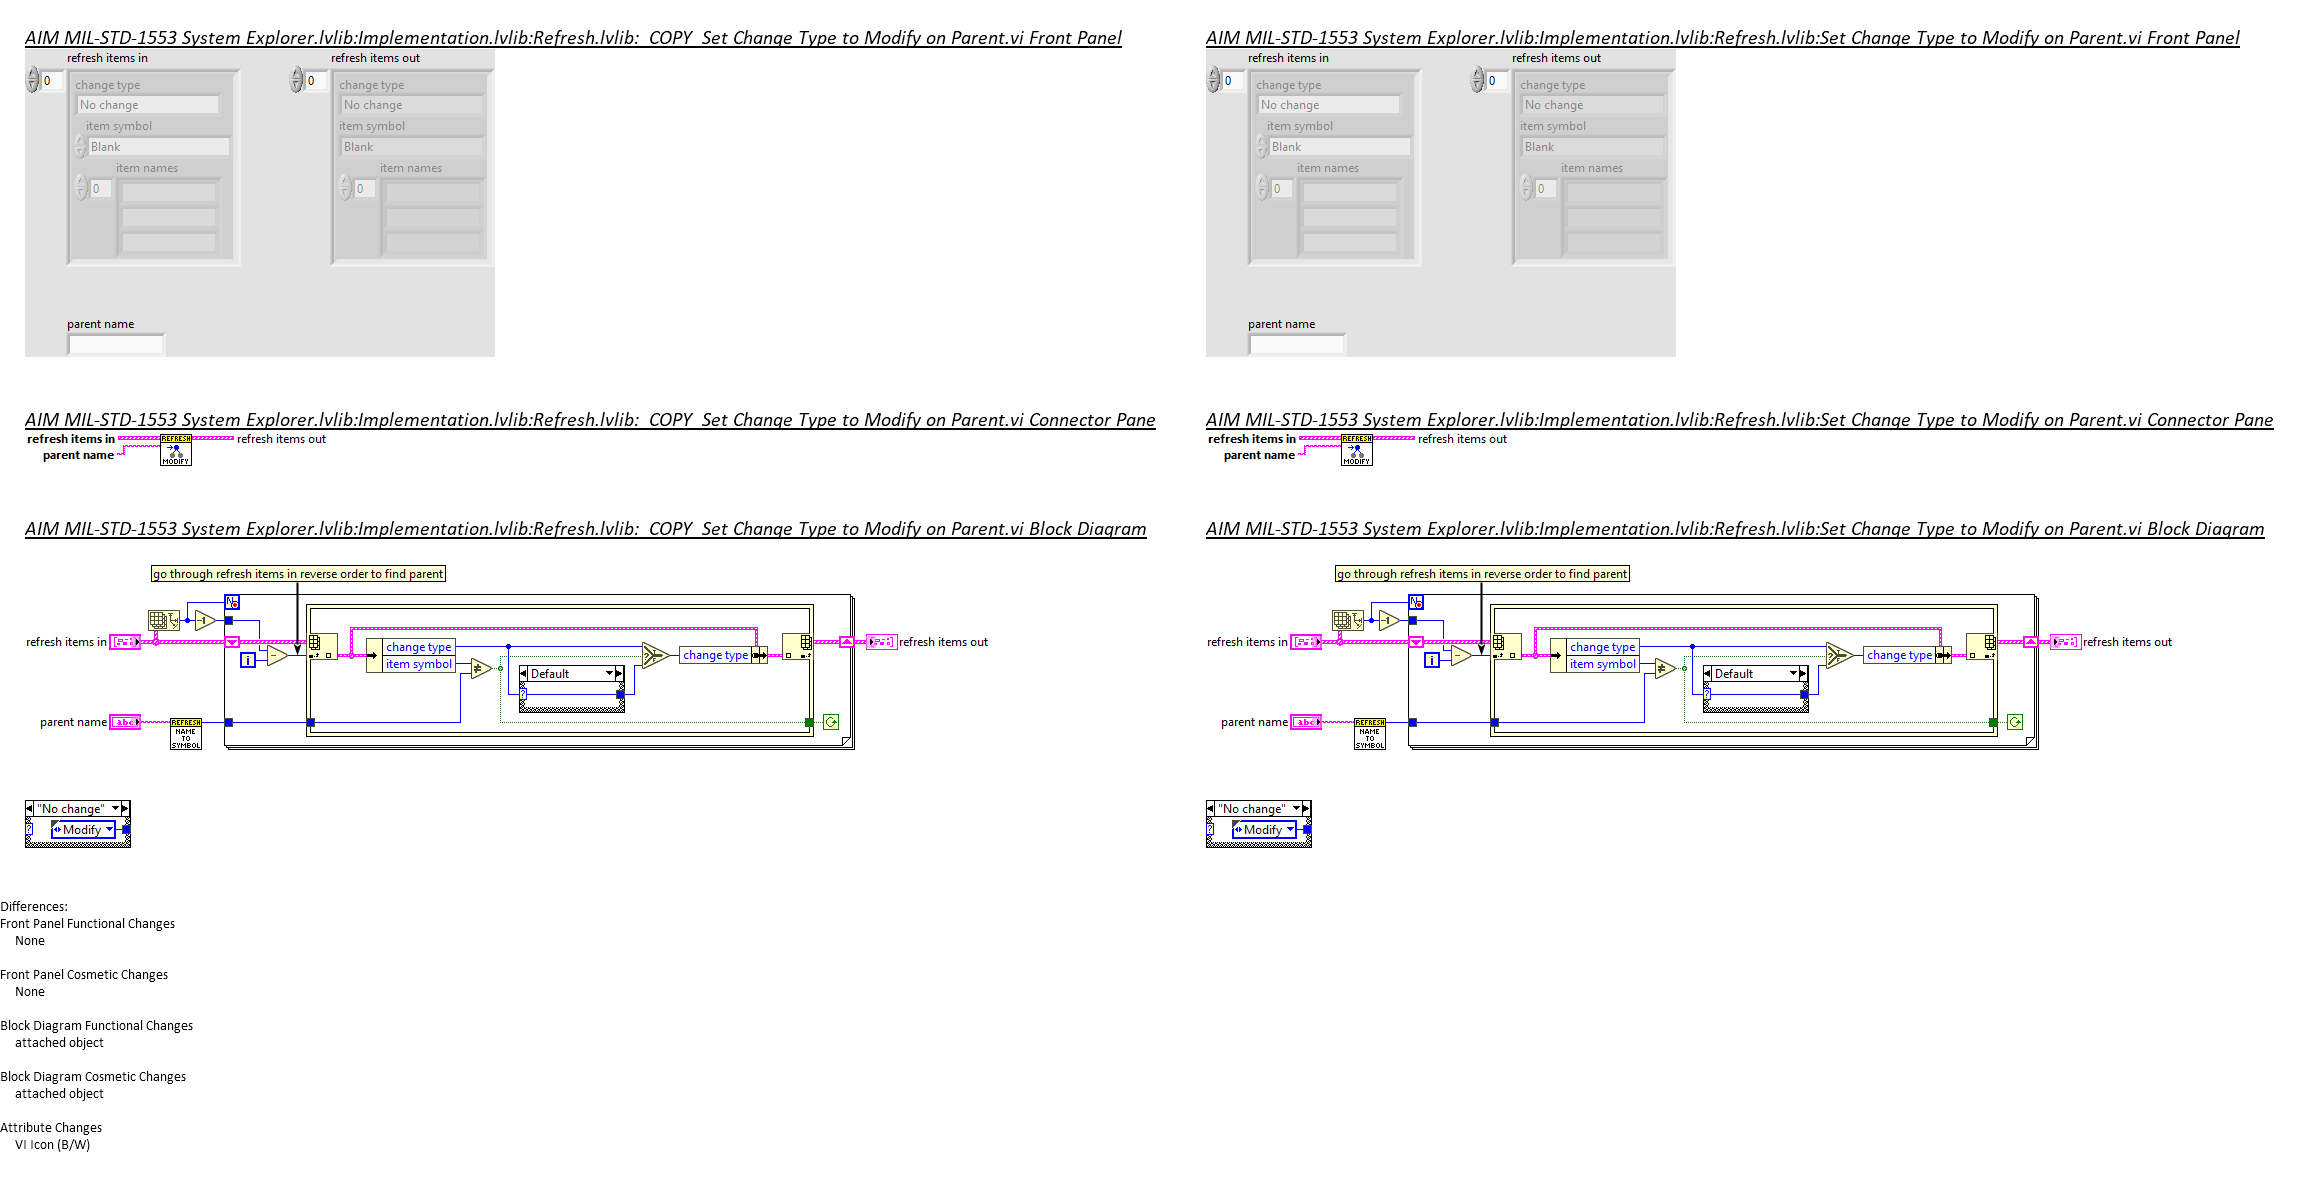 AIM MIL-STD-1553 System Explorer.lvlib:Implementation.lvlib:Refresh.lvlib:  COPY  Set Change Type to Modify on Parent.vi Front Panel
refresh items in
refresh items out
0
0
change type
change type
No change
No change
item symbol
item symbol
Blank
Blank
item names
item names
0
0
parent name
AIM MIL-STD-1553 System Explorer.lvlib:Implementation.lvlib:Refresh.lvlib:Set Change Type to Modify on Parent.vi Front Panel
refresh items in
refresh items out
0
0
change type
change type
No change
No change
item symbol
item symbol
Blank
Blank
item names
item names
0
0
parent name
AIM MIL-STD-1553 System Explorer.lvlib:Implementation.lvlib:Refresh.lvlib:  COPY  Set Change Type to Modify on Parent.vi Connector Pane
refresh items in
REFRESH
refresh items out
parent name
MODIFY
AIM MIL-STD-1553 System Explorer.lvlib:Implementation.lvlib:Refresh.lvlib:Set Change Type to Modify on Parent.vi Connector Pane
refresh items in
REFRESH
refresh items out
parent name
MODIFY
AIM MIL-STD-1553 System Explorer.lvlib:Implementation.lvlib:Refresh.lvlib:  COPY  Set Change Type to Modify on Parent.vi Block Diagram
go through refresh items in reverse order to find parent
N
-1
refresh items in
refresh items out
i
change type
item symbol
change type
Default
parent name
abc
REFRESH
NAME
TO
SYMBOL
"No change"
Modify
AIM MIL-STD-1553 System Explorer.lvlib:Implementation.lvlib:Refresh.lvlib:Set Change Type to Modify on Parent.vi Block Diagram
go through refresh items in reverse order to find parent
N
-1
refresh items in
refresh items out
i
change type
item symbol
change type
Default
parent name
abc
REFRESH
NAME
TO
SYMBOL
"No change"
Modify
Differences:
Front Panel Functional Changes
None
Front Panel Cosmetic Changes
None
Block Diagram Functional Changes
attached object
Block Diagram Cosmetic Changes
attached object
Attribute Changes
VI Icon (B/W)